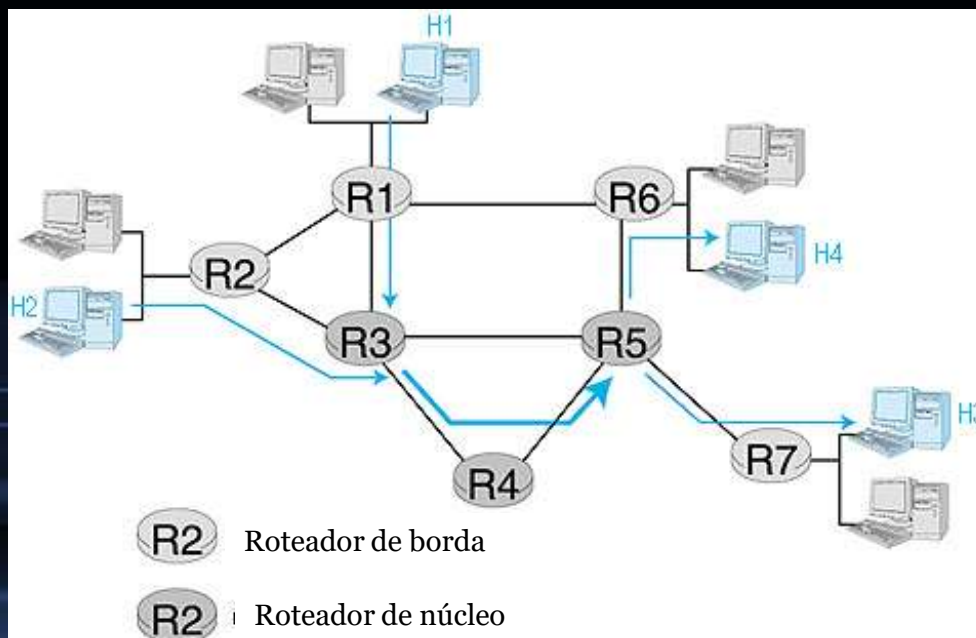 H1
R1
R6
H4
R2
H2
R3
R5
H3
R7
R4
R2 Roteador de borda
R2 Roteador de núcleo